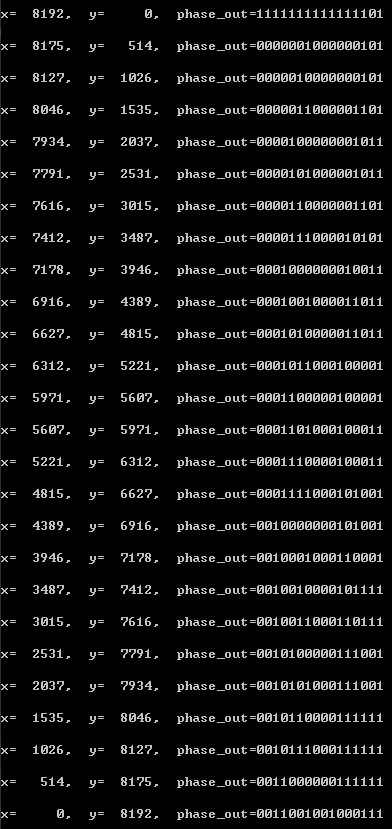 x=  8192,  y=     0,  phase_out=1111111111111101
x=  8175,  y=   514,  phase_out=0000001000000101
x=  8127,  y=  1026,  phase_out=0000010000000101
x=  8046,  y=  1535,  phase_out=0000011000001101
x=  7934,  y=  2037,  phase_out=0000100000001011
x=  7791,  y=  2531,  phase_out=0000101000001011
x=  7616,  y=  3015,  phase_out=0000110000001101
x=  7412,  y=  3487,  phase_out=0000111000010101
x=  7178,  y=  3946,  phase_out=0001000000010011
x=  6916,  y=  4389,  phase_out=0001001000011011
x=  6627,  y=  4815,  phase_out=0001010000011011
x=  6312,  y=  5221,  phase_out=0001011000100001
x=  5971,  y=  5607,  phase_out=0001100000100001
x=  5607,  y=  5971,  phase_out=0001101000100011
x=  5221,  y=  6312,  phase_out=0001110000100011
x=  4815,  y=  6627,  phase_out=0001111000101001
x=  4389,  y=  6916,  phase_out=0010000000101001
x=  3946,  y=  7178,  phase_out=0010001000110001
x=  3487,  y=  7412,  phase_out=0010010000101111
x=  3015,  y=  7616,  phase_out=0010011000110111
x=  2531,  y=  7791,  phase_out=0010100000111001
x=  2037,  y=  7934,  phase_out=0010101000111001
x=  1535,  y=  8046,  phase_out=0010110000111111
x=  1026,  y=  8127,  phase_out=0010111000111111
x=   514,  y=  8175,  phase_out=0011000000111111
x=     0,  y=  8192,  phase_out=0011001001000111